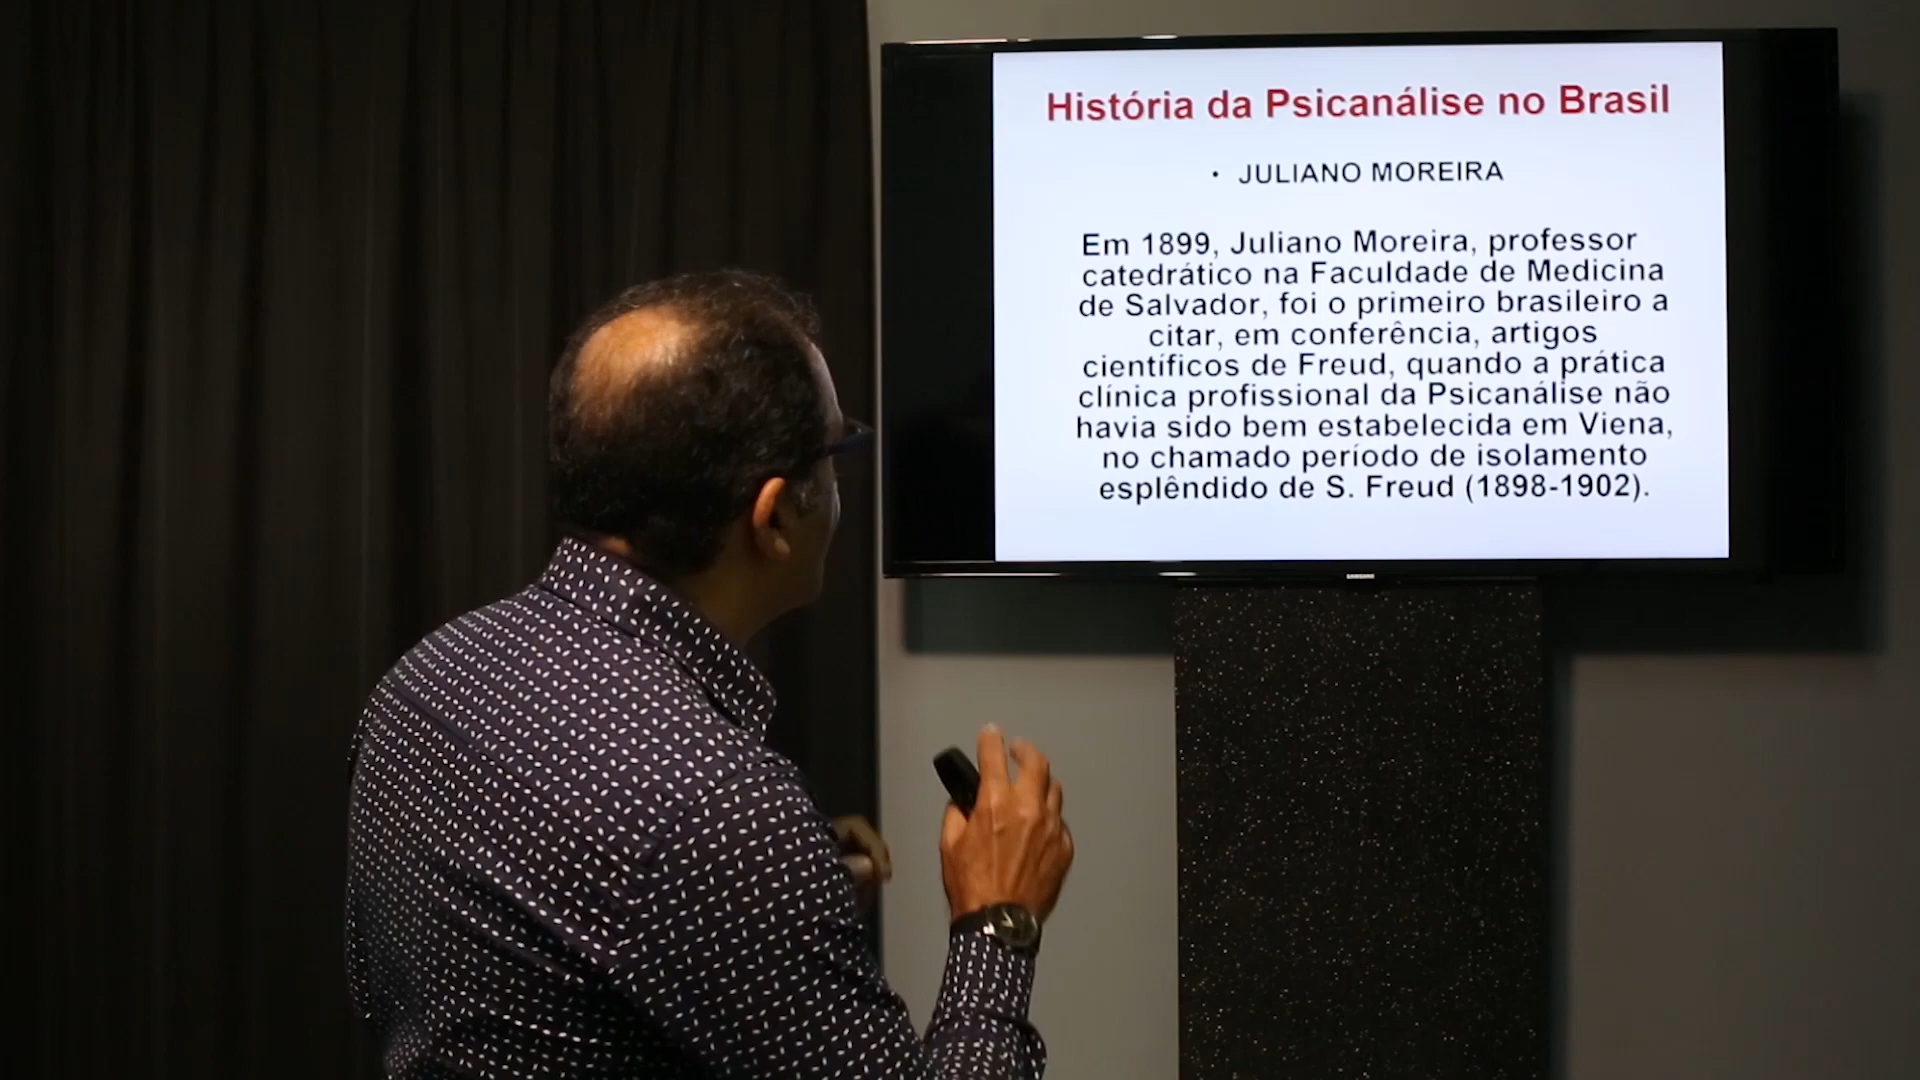 História da Psicanálise no Brasil
• JULIANO MOREIRA
Em 1899, Juliano Moreira, professor
catedrático na Faculdade de Medicina
de Salvador, foi o primeiro brasileiro a
citar, em conferência, artigos
científicos de Freud, quando a prática
clínica profissional da Psicanálise não
havia sido bem estabelecida em Viena,
no chamado período de isolamento
esplêndido de S. Freud (1898-1902).
SAMSUNG